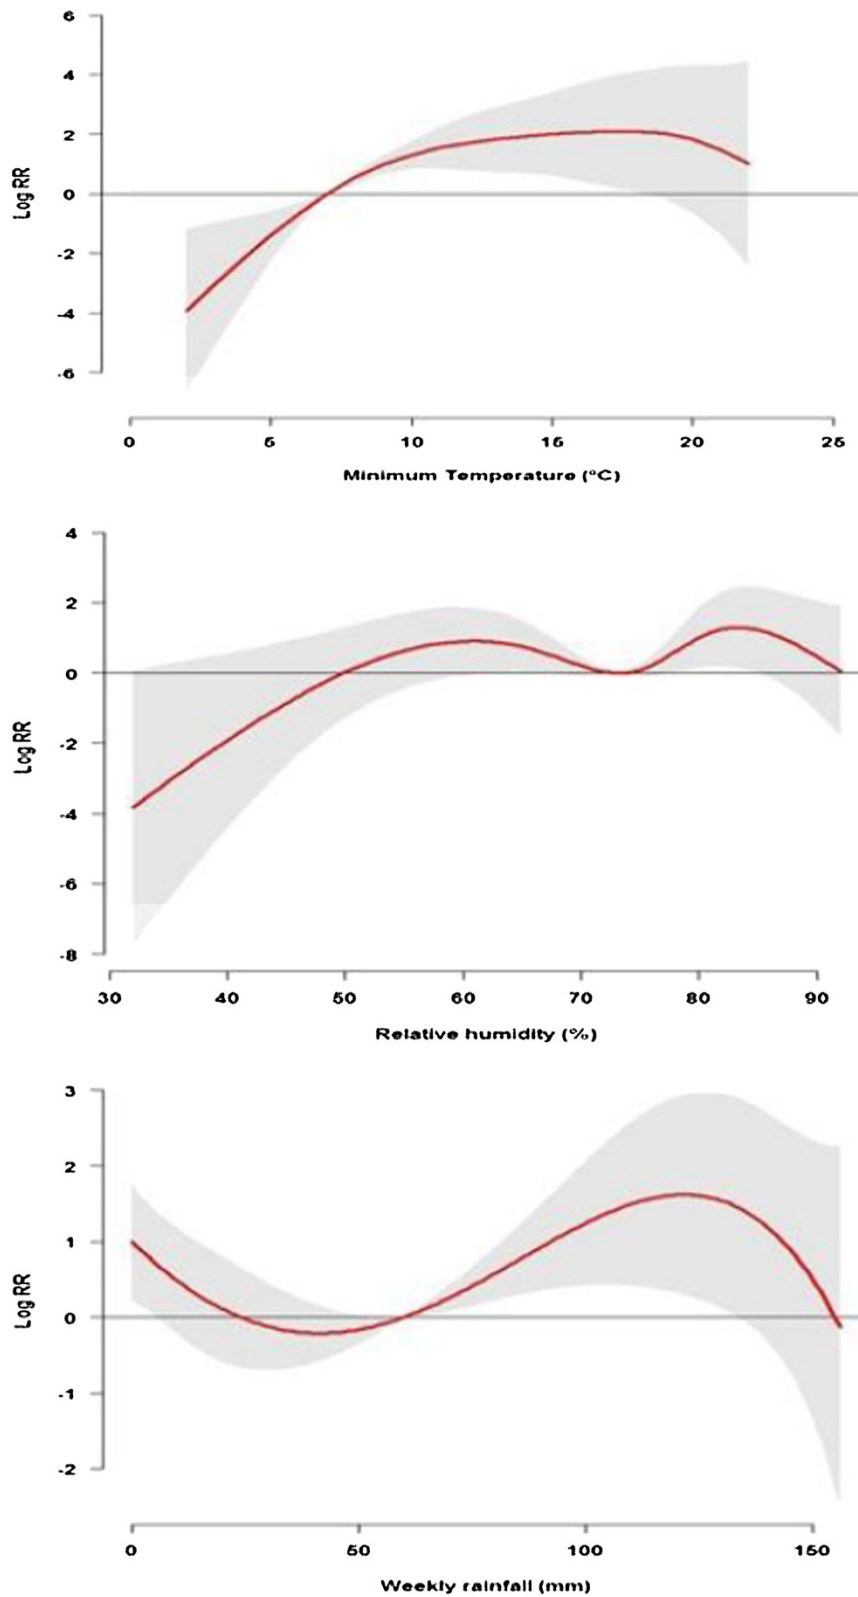 6
4
2
0
-2
-4
-6
Log RR
0 5 10 15 20 25
Minimum Temperature (°C)
4
2
0
-2
-4
-6
-8
Log RR
30 40 50 60 70 80 90
Relative humidity (%)
3
2
1
0
-1
-2
Log RR
0 50 100 150
Weekly rainfall (mm)